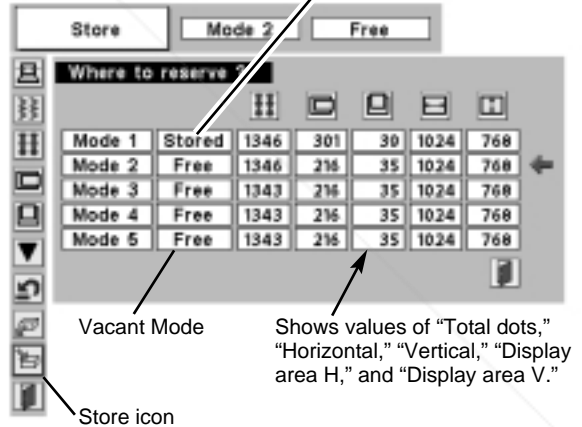 Store Mode 2 Free
Where to reserve ?
Mode 1 Stored 1346 301 30 1024 768
Mode 2 Free 1346 216 35 1024 768
Mode 3 Free 1343 216 35 1024 768
Mode 4 Free 1343 216 35 1024 768
Mode 5 Free 1343 216 35 1024 768
Vacant Mode
Shows values of “Total dots,”
“Horizontal,” “Vertical,” “Display
area H,” and “Display area V.”
Store icon